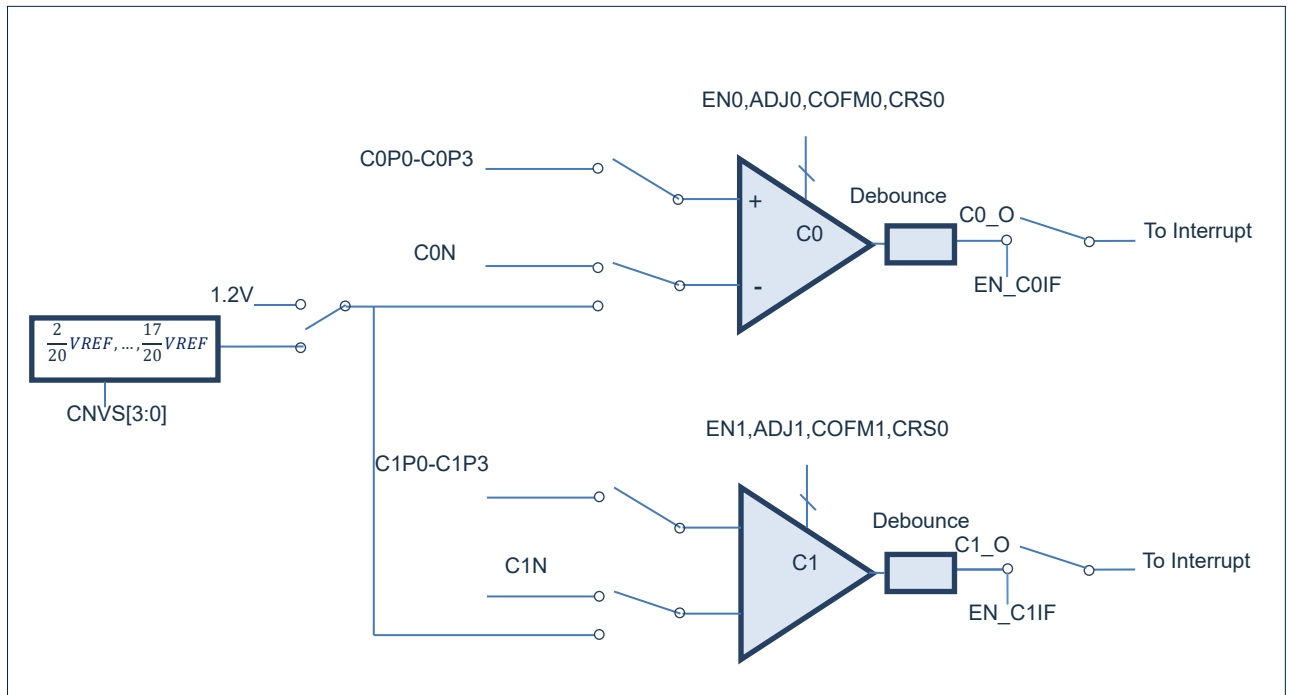 EN0,ADJ0,COFM0,CRS0
C0P0-C0P3
Debounce
+
C0
C0_O
To Interrupt
C0N
-
EN_C0IF
1.2V
2/20 VREF,...,17/20 VREF
CNVS[3:0]
EN1,ADJ1,COFM1,CRS0
C1P0-C1P3
Debounce
C1_O
C1
To Interrupt
C1N
EN_C1IF